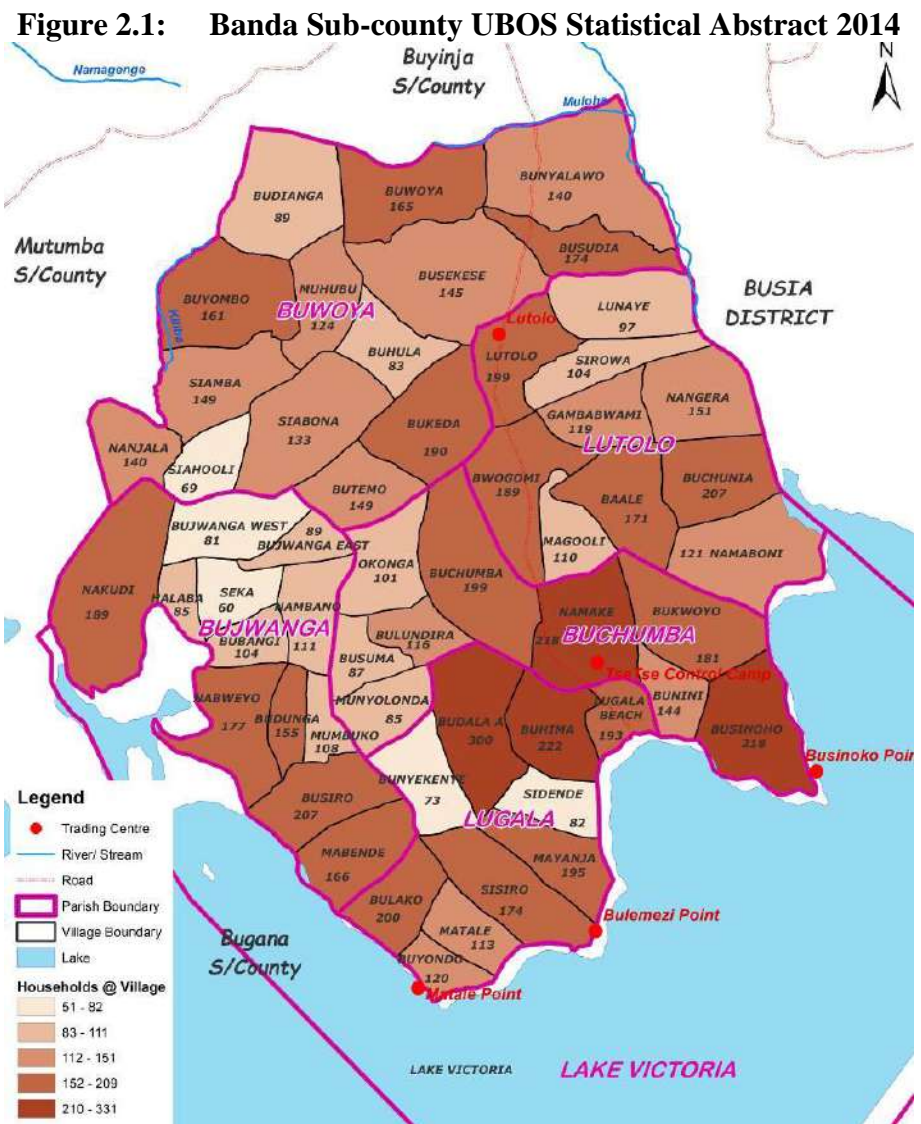 Figure 2.1: Banda Sub-county UBOS Statistical Abstract 2014
Namagongo
Buyinja
S/County
N
Muloha
BUDIANGA
89
BUWOYA
165
BUNYALAWO
140
Mutumba
S/County
BUSUDIA
174
BUSEKESE
145
BUYOMBO
161
MUHUBU
124
BUWOYA
LUNAYE
97
BUSIA
DISTRICT
Lutolo
LUTOLO
199
BUHULA
83
SIROWA
104
SIAMBA
149
NANGERA
151
SIABONA
133
GAMBABWAMI
119
LUTOLO
BUKEDA
190
NANJALA
140
SIAHOOLI
69
BWOGOMI
189
BUCHUNIA
207
BUTEMO
149
BAALE
171
BUJWANGA WEST
81
89
BUJWANGA EAST
MAGOOLI
110
121 NAMABONI
OKONGA
101
BUCHUMBA
199
NAKUDI
189
HALABA
85
SEKA
60
NAMBANO
111
BUJWANGA
BUBANGI
104
NAMAKE
218
BUKWOYO
181
BUCHUMBA
BULUNDIRA
116
BUSUMA
87
TseTse Control Camp
NABWEYO
177
BUDUNGA
155
MUMBUKO
108
MUNYOLONDA
85
BUDALA A
300
BUHIMA
222
LUGALA
BEACH
193
BUNINI
144
BUSINOHO
218
Businoko Point
BUNYEKENYE
73
SIDENDE
82
LUGALA
BUSIRO
207
MABENDE
166
MAYANJA
195
SISIRO
174
BULAKO
200
MATALE
113
Bulemezi Point
BUYONDO
120
Matale Point
Bugana
S/County
LAKE VICTORIA
LAKE VICTORIA
Legend
Trading Centre
River/ Stream
Road
Parish Boundary
Village Boundary
Lake
Households @ Village
51 - 82
83 - 111
112 - 151
152 - 209
210 - 331